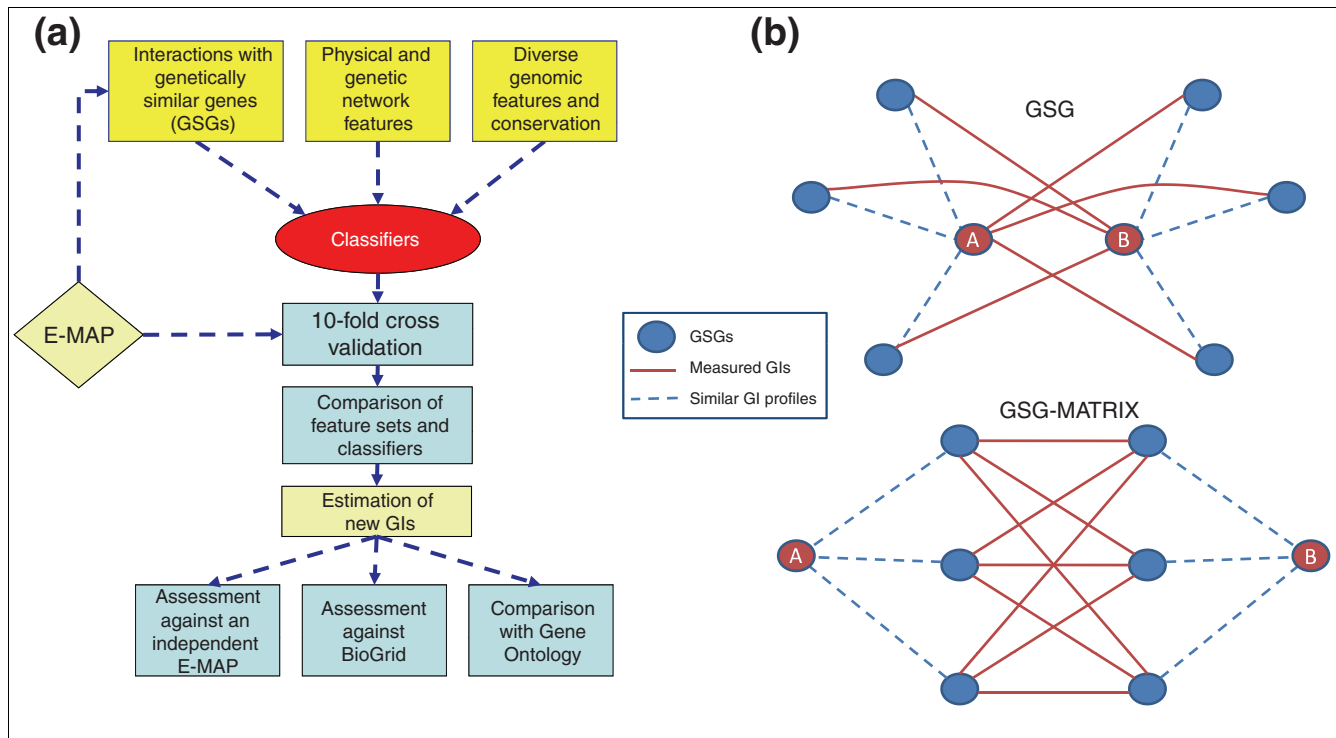 (a)
Interactions with
genetically
similar genes
(GSGs)
Physical and
genetic
network
features
Diverse
genomic
features and
conservation
Classifiers
E-MAP
10-fold cross
validation
Comparison of
feature sets and
classifiers
Estimation of
new GIs
Assessment
against an
independent
E-MAP
Assessment
against
BioGrid
Comparison
with Gene
Ontology
(b)
GSG
A
B
GSGs
Measured GIs
Similar GI profiles
GSG-MATRIX
A
B